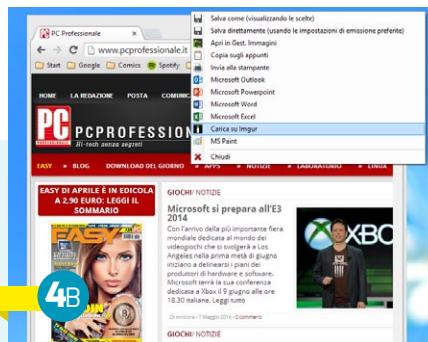 PC Professionale
www.pcprofessionale.it
Start
Google
Comics
Spotify
HOME
LA REDAZIONE
POSTA
COMUNIC
PC
PCPROFESSION
Hi-tech senza segreti
EASY
BLOG
DOWNLOAD DEL GIORNO
APPS
NOTIZIE
LABORATORIO
LINUX
Salva come (visualizzando le scelte)
Salva direttamente (usando le impostazioni di emissione preferite)
Apri in Gest. Immagini
Copia sugli appunti
Invia alla stampante
Microsoft Outlook
Microsoft Powerpoint
Microsoft Word
Microsoft Excel
Carica su Imgur
MS Paint
Chiudi
EASY DI APRILE È IN EDICOLA
A 2,90 EURO: LEGGI IL
SOMMARIO
EASY
4B
GIOCHI/ NOTIZIE
Microsoft si prepara all'E3
2014
Con l'arrivo della più importante fiera
mondiale dedicata al mondo dei
videogiochi che si svolgerà a Los
Angeles nella prima metà di giugno
iniziano a delinearsi i piani dei
produttori di hardware e software.
Microsoft terrà la sua conferenza
dedicata a Xbox il 9 giugno alle ore
18.30 italiane. Leggi tutto
Di mnicora - 7 Maggio 2014 - 0 commenti
XBC
GIOCHI/ NOTIZIE